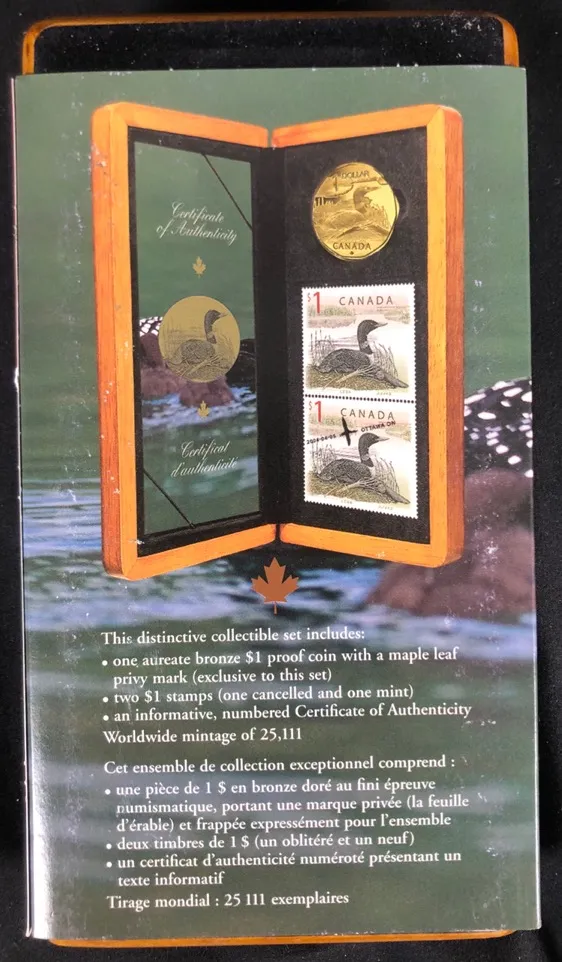 Certificate
of Authenticity
Certificat
d'authenticité
DOLLAR
CANADA
$1 CANADA
$1 CANADA
OTTAWA ON
This distinctive collectible set includes:
• one aureate bronze $1 proof coin with a maple leaf
privy mark (exclusive to this set)
• two $1 stamps (one cancelled and one mint)
• an informative, numbered Certificate of Authenticity
Worldwide mintage of 25,111
Cet ensemble de collection exceptionnel comprend :
• une pièce de 1 $ en bronze doré au fini épreuve
numismatique, portant une marque privée (la feuille
d'érable) et frappée expressément pour l'ensemble
• deux timbres de 1 $ (un oblitéré et un neuf)
• un certificat d'authenticité numéroté présentant un
texte informatif
Tirage mondial : 25 111 exemplaires